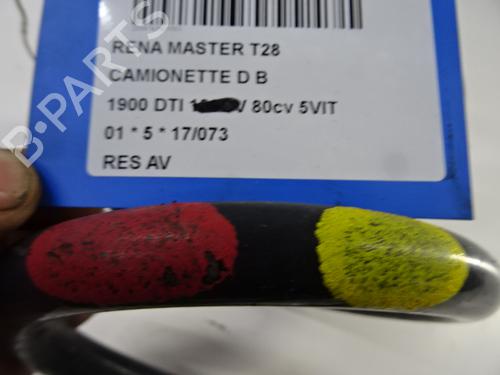 RENA MASTER T28
CAMIONETTE D B
1900 DTI 80cv 5VIT
01 * 5 * 17/073
RES AV
B-PARTS